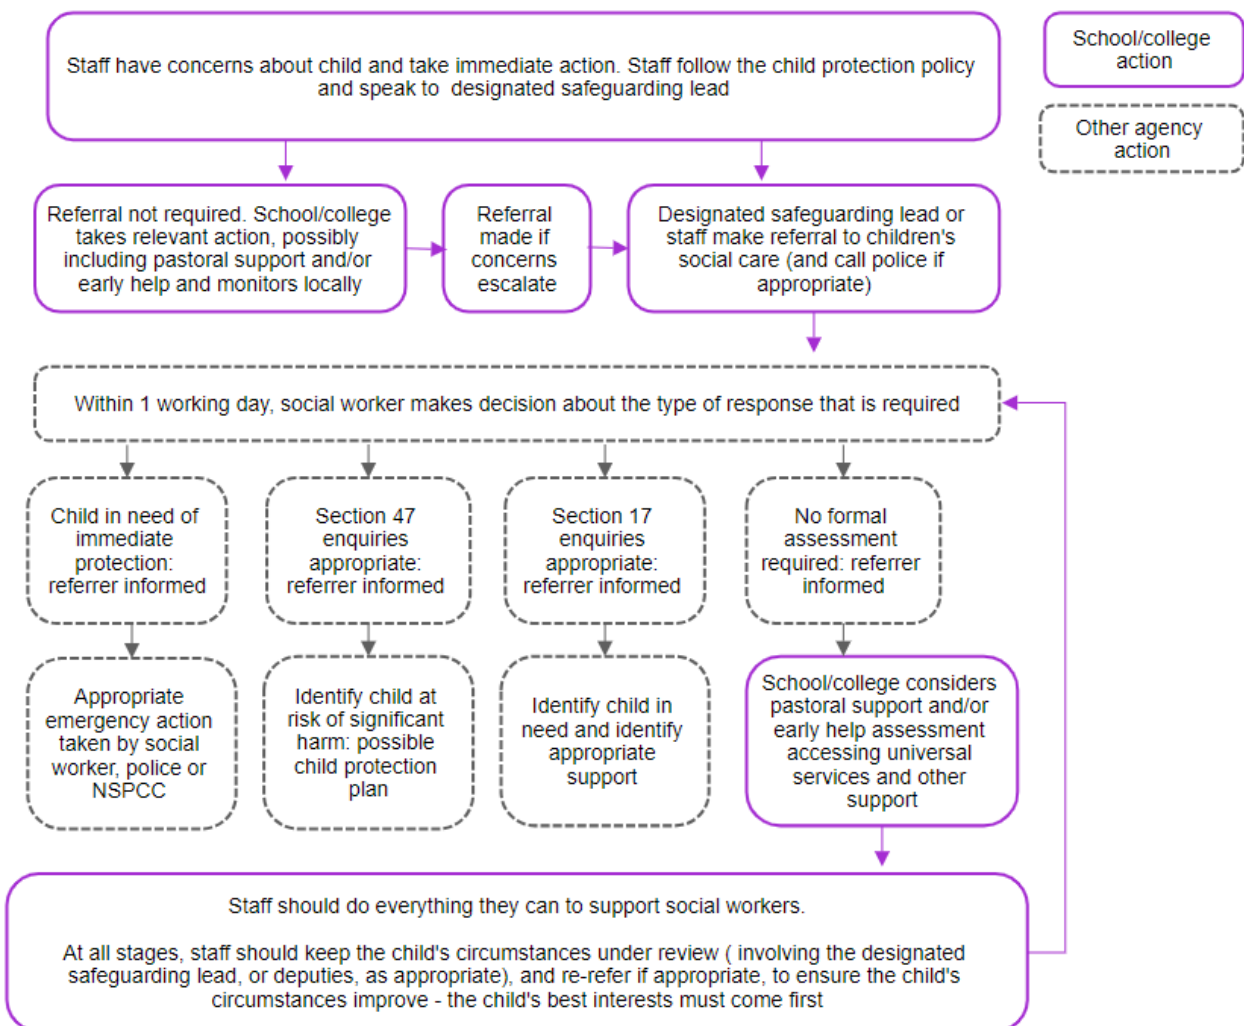 Staff have concerns about child and take immediate action. Staff follow the child protection policy
and speak to designated safeguarding lead
School/college
action
Other agency
action
Referral not required. School/college
takes relevant action, possibly
including pastoral support and/or
early help and monitors locally
Referral
made if
concerns
escalate
Designated safeguarding lead or
staff make referral to children's
social care (and call police if
appropriate)
Within 1 working day, social worker makes decision about the type of response that is required
Child in need of
immediate
protection:
referrer informed
Section 47
enquiries
appropriate:
referrer informed
Section 17
enquiries
appropriate:
referrer informed
No formal
assessment
required: referrer
informed
Appropriate
emergency action
taken by social
worker, police or
NSPCC
Identify child at
risk of significant
harm: possible
child protection
plan
Identify child in
need and identify
appropriate
support
School/college considers
pastoral support and/or
early help assessment
accessing universal
services and other
support
Staff should do everything they can to support social workers.
At all stages, staff should keep the child's circumstances under review ( involving the designated
safeguarding lead, or deputies, as appropriate), and re-refer if appropriate, to ensure the child's
circumstances improve - the child's best interests must come first